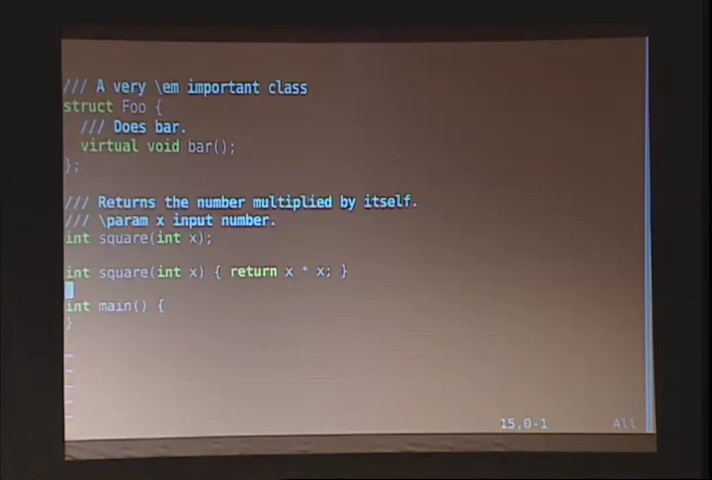 /// A very \em important class
struct Foo {
  /// Does bar.
  virtual void bar();
};
/// Returns the number multiplied by itself.
/// \param x input number.
int square(int x);
int square(int x) { return x * x; }
int main() {
}
~
~
~
~
15,0-1 All